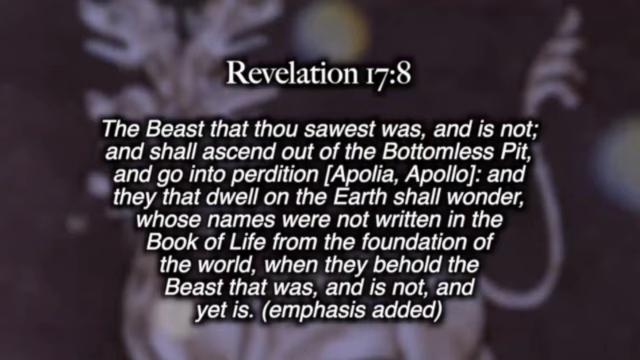 Revelation 17:8
The Beast that thou sawest was, and is not;
and shall ascend out of the Bottomless Pit,
and go into perdition [Apolia, Apollo]: and
they that dwell on the Earth shall wonder,
whose names were not written in the
Book of Life from the foundation of
the world, when they behold the
Beast that was, and is not, and
yet is. (emphasis added)